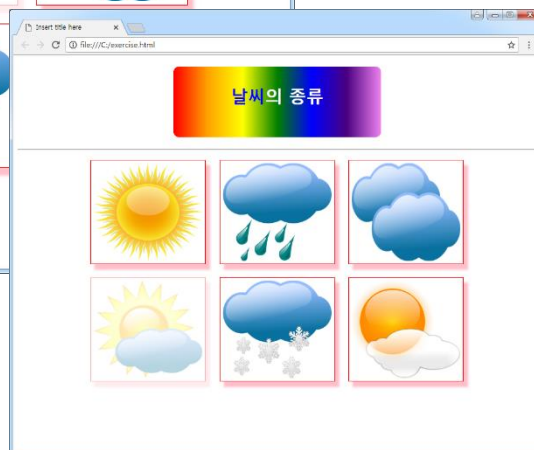 Insert title here
file:///C:/exercise.html
날씨의 종류